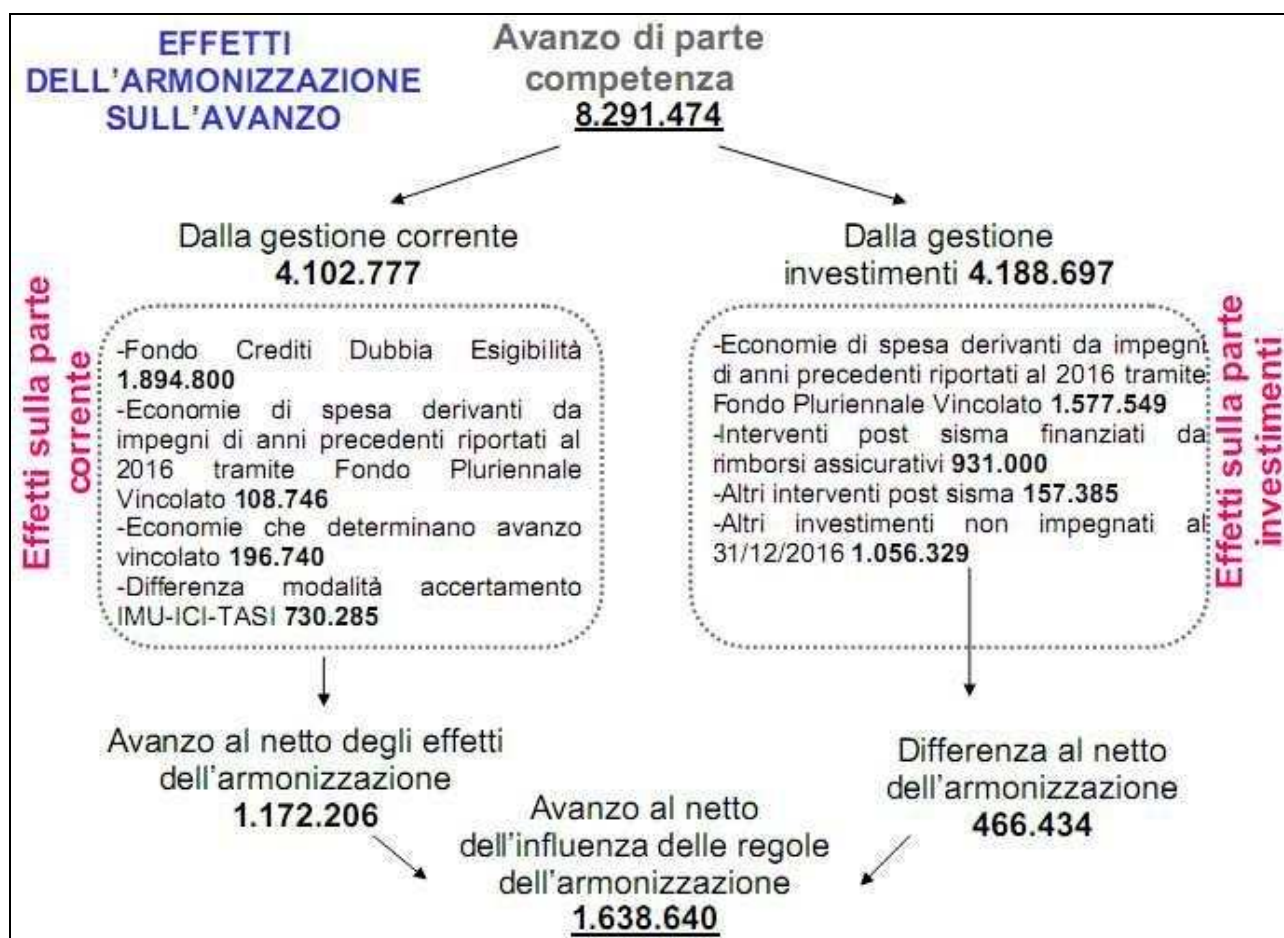 EFFETTI
DELL'ARMONIZZAZIONE
SULL'AVANZO
Avanzo di parte
competenza
8.291.474
Dalla gestione corrente
4.102.777
Dalla gestione
investimenti 4.188.697
Effetti sulla parte
corrente
-Fondo Crediti Dubbia Esigibilità
1.894.800
-Economie di spesa derivanti da
impegni di anni precedenti riportati al
2016 tramite Fondo Pluriennale
Vincolato 108.746
-Economie che determinano avanzo
vincolato 196.740
-Differenza modalità accertamento
IMU-ICI-TASI 730.285
-Economie di spesa derivanti da impegni
di anni precedenti riportati al 2016 tramite
Fondo Pluriennale Vincolato 1.577.549
-Interventi post sisma finanziati da
rimborsi assicurativi 931.000
-Altri interventi post sisma 157.385
-Altri investimenti non impegnati al
31/12/2016 1.056.329
Effetti sulla parte
investimenti
Avanzo al netto degli effetti
dell'armonizzazione
1.172.206
Differenza al netto
dell'armonizzazione
466.434
Avanzo al netto
dell'influenza delle regole
dell'armonizzazione
1.638.640